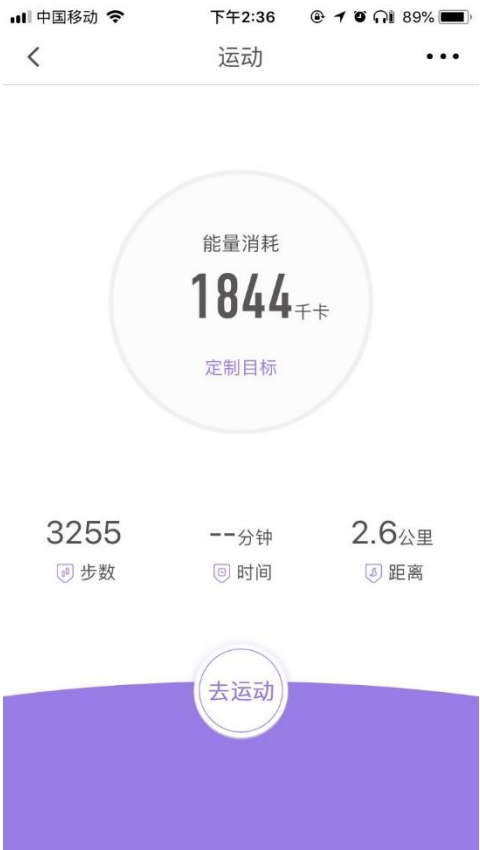 中国移动 下午2:36 89%
运动
能量消耗
1844千卡
定制目标
3255 --分钟 2.6公里
步数 时间 距离
去运动